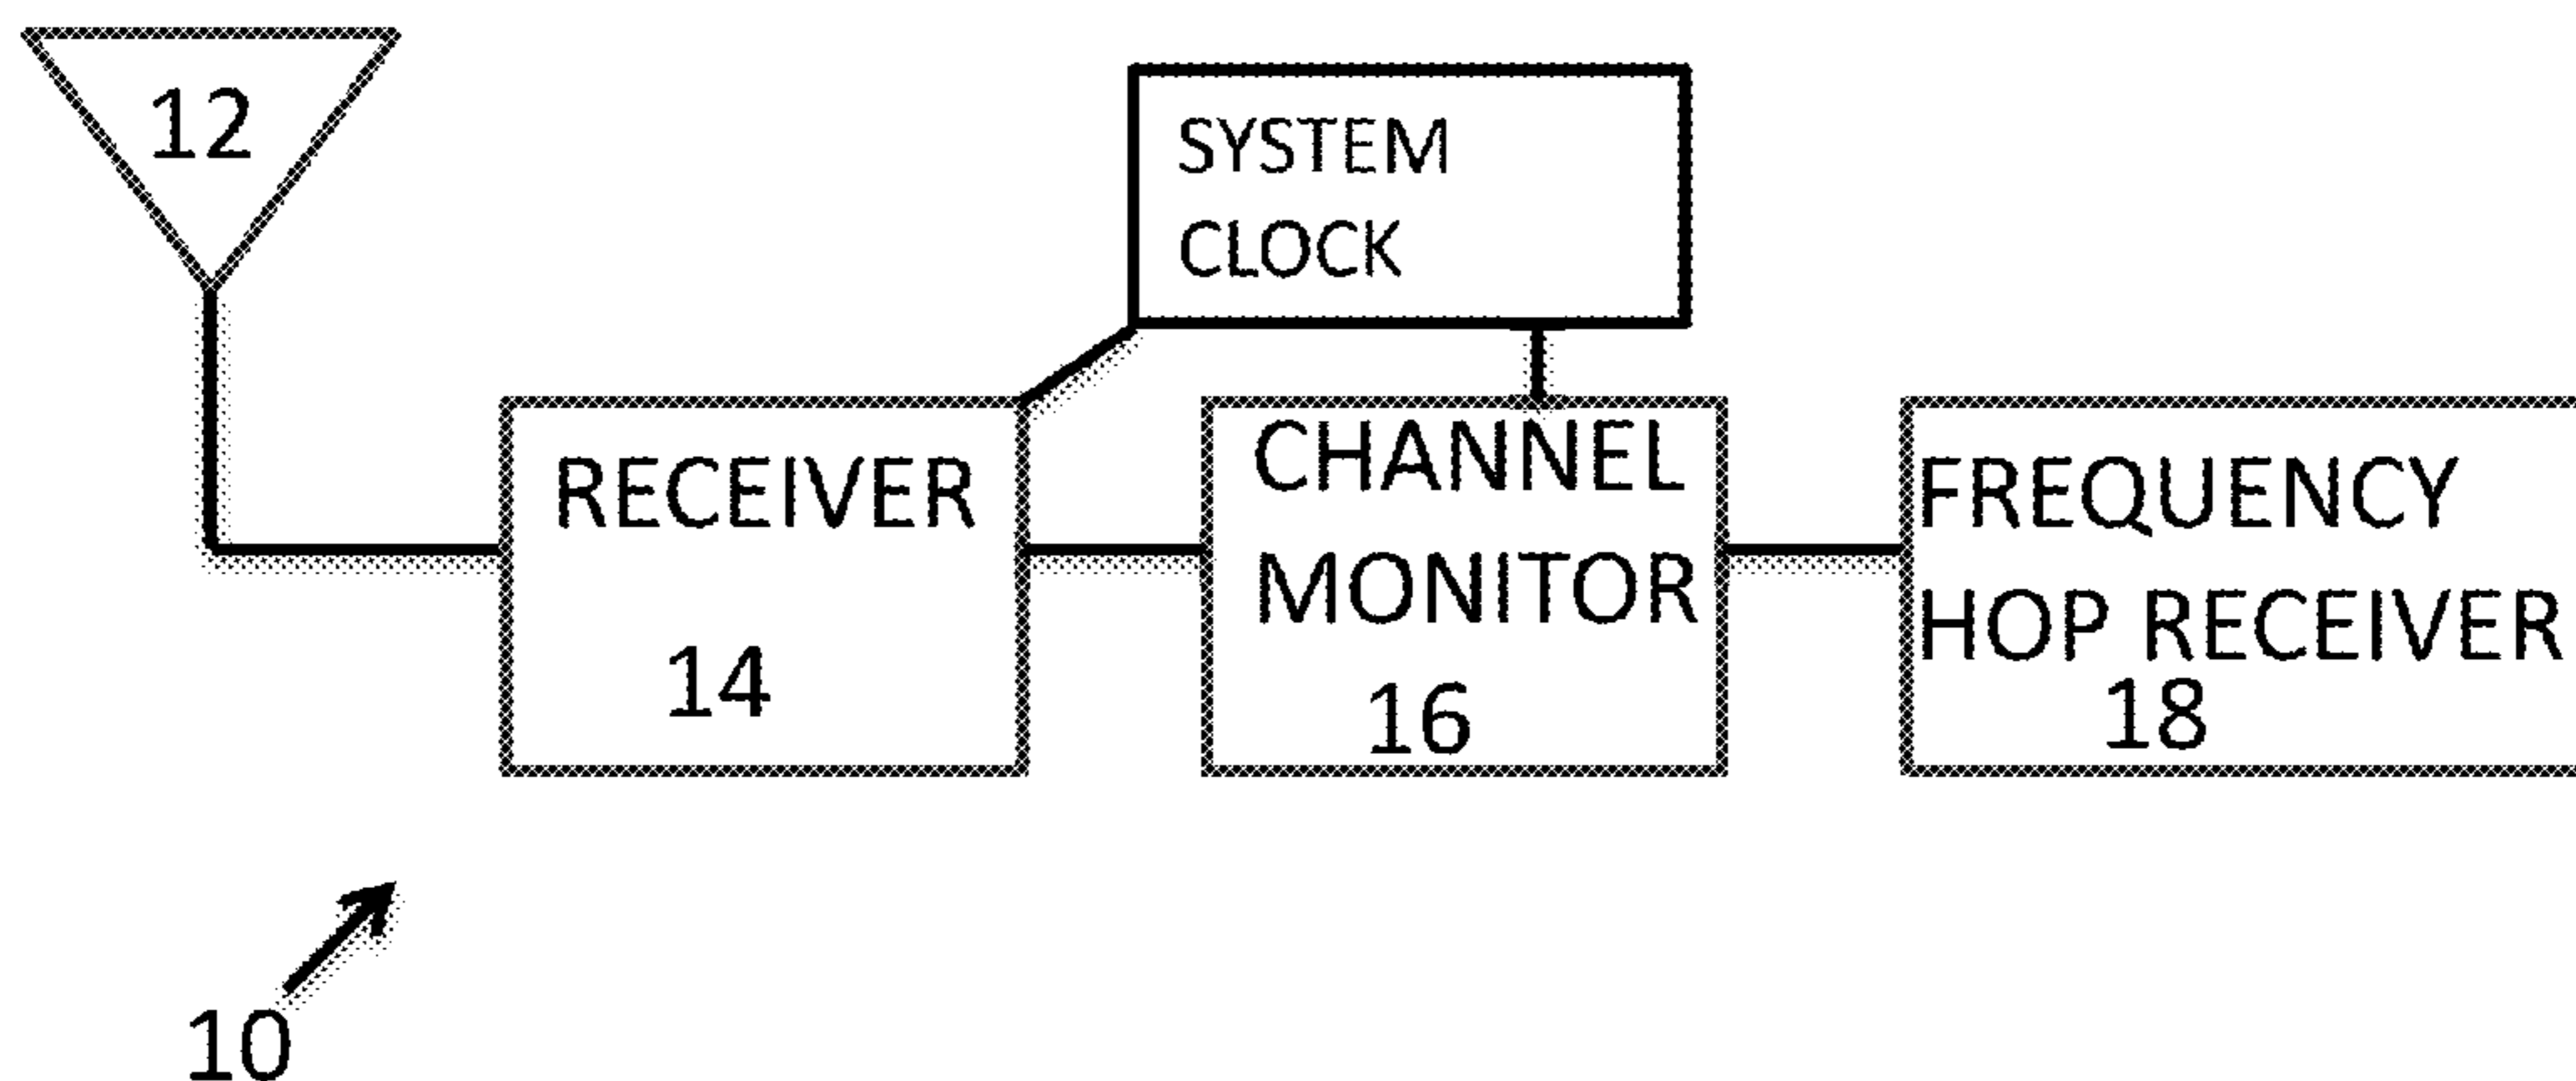 12
SYSTEM
CLOCK
RECEIVER
14
CHANNEL
MONITOR
16
FREQUENCY
HOP RECEIVER
18
10